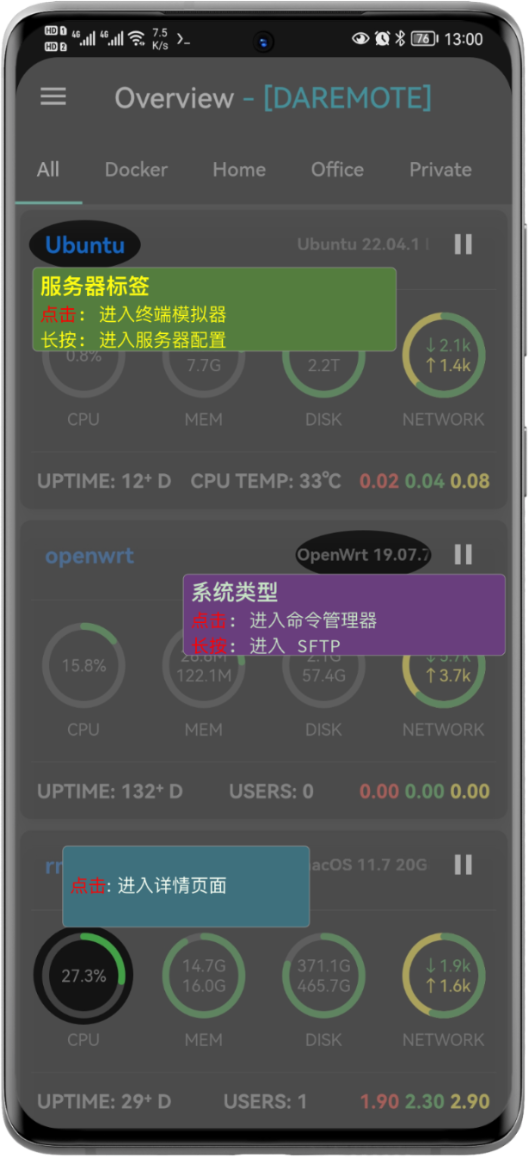 HD 1 4G 4G 7.5 76 13:00
HD 2 K/s
Overview - [DAREMOTE]
All Docker Home Office Private
Ubuntu Ubuntu 22.04.1
服务器标签
点击: 进入终端模拟器
长按: 进入服务器配置
0.8% 7.7G 2.2T ↓2.1k
↑1.4k
CPU MEM DISK NETWORK
UPTIME: 12+ D CPU TEMP: 33℃ 0.02 0.04 0.08
openwrt OpenWrt 19.07.7
系统类型
点击: 进入命令管理器
长按: 进入 SFTP
15.8% 122.1M 57.4G ↑3.7k
CPU MEM DISK NETWORK
UPTIME: 132+ D USERS: 0 0.00 0.00 0.00
acOS 11.7 20G
点击: 进入详情页面
27.3% 14.7G 371.1G ↓1.9k
16.0G 465.7G ↑1.6k
CPU MEM DISK NETWORK
UPTIME: 29+ D USERS: 1 1.90 2.30 2.90